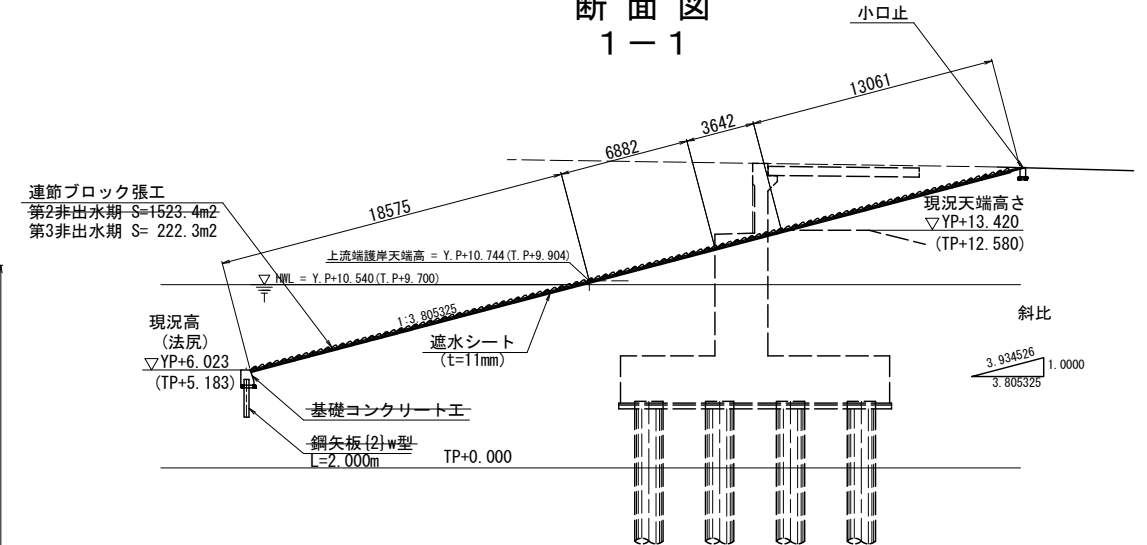 断面図
1－1
小口止
13061
3642
6882
18575
連節ブロック張工
第2非出水期 S=1523.4m2
第3非出水期 S= 222.3m2
上流端護岸天端高 = Y.P+10.744(T.P+9.904)
▽ HWL = Y.P+10.540(T.P+9.700)
現況天端高さ
▽YP+13.420
(TP+12.580)
1:3.805325
遮水シート
(t=11mm)
現況高
(法尻)
▽YP+6.023
(TP+5.183)
斜比
3.934526
1.0000
3.805325
基礎コンクリート工
鋼矢板{2}w型
L=2.000m
TP+0.000